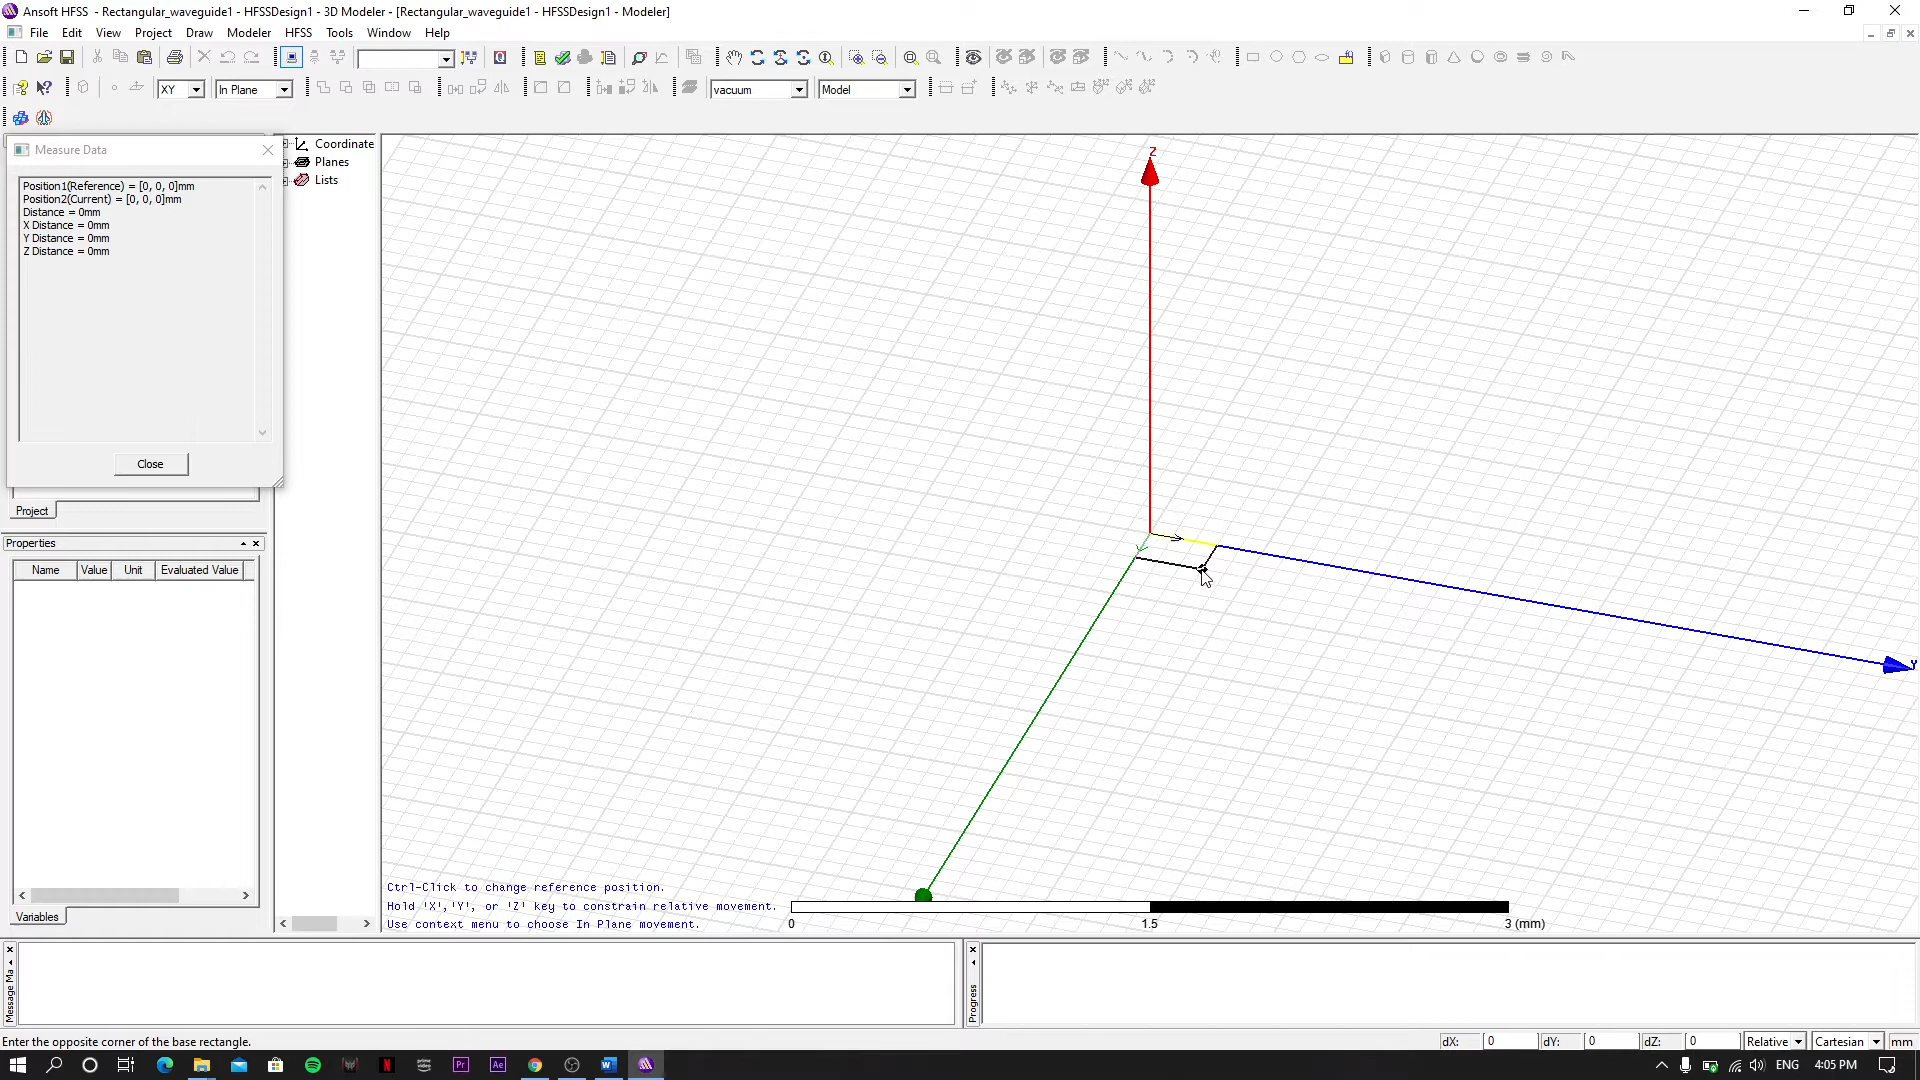 Ansoft HFSS - Rectangular_waveguide1 - HFSSDesign1 - 3D Modeler - [Rectangular_waveguide1 - HFSSDesign1 - Modeler]
File Edit View Project Draw Modeler HFSS Tools Window Help
XY In Plane vacuum Model
Measure Data
Position1(Reference) = [0, 0, 0]mm
Position2(Current) = [0, 0, 0]mm
Distance = 0mm
X Distance = 0mm
Y Distance = 0mm
Z Distance = 0mm
Close
Project
Coordinate
Planes
Lists
Properties
Name Value Unit Evaluated Value
Variables
Z
Y
Ctrl-Click to change reference position.
Hold 'X','Y', or 'Z' key to constrain relative movement.
Use context menu to choose In Plane movement.
0 1.5 3 (mm)
Message Ma
Progress
Enter the opposite corner of the base rectangle.
dX: 0 dY: 0 dZ: 0 Relative Cartesian mm
Pr Ae
ENG 4:05 PM